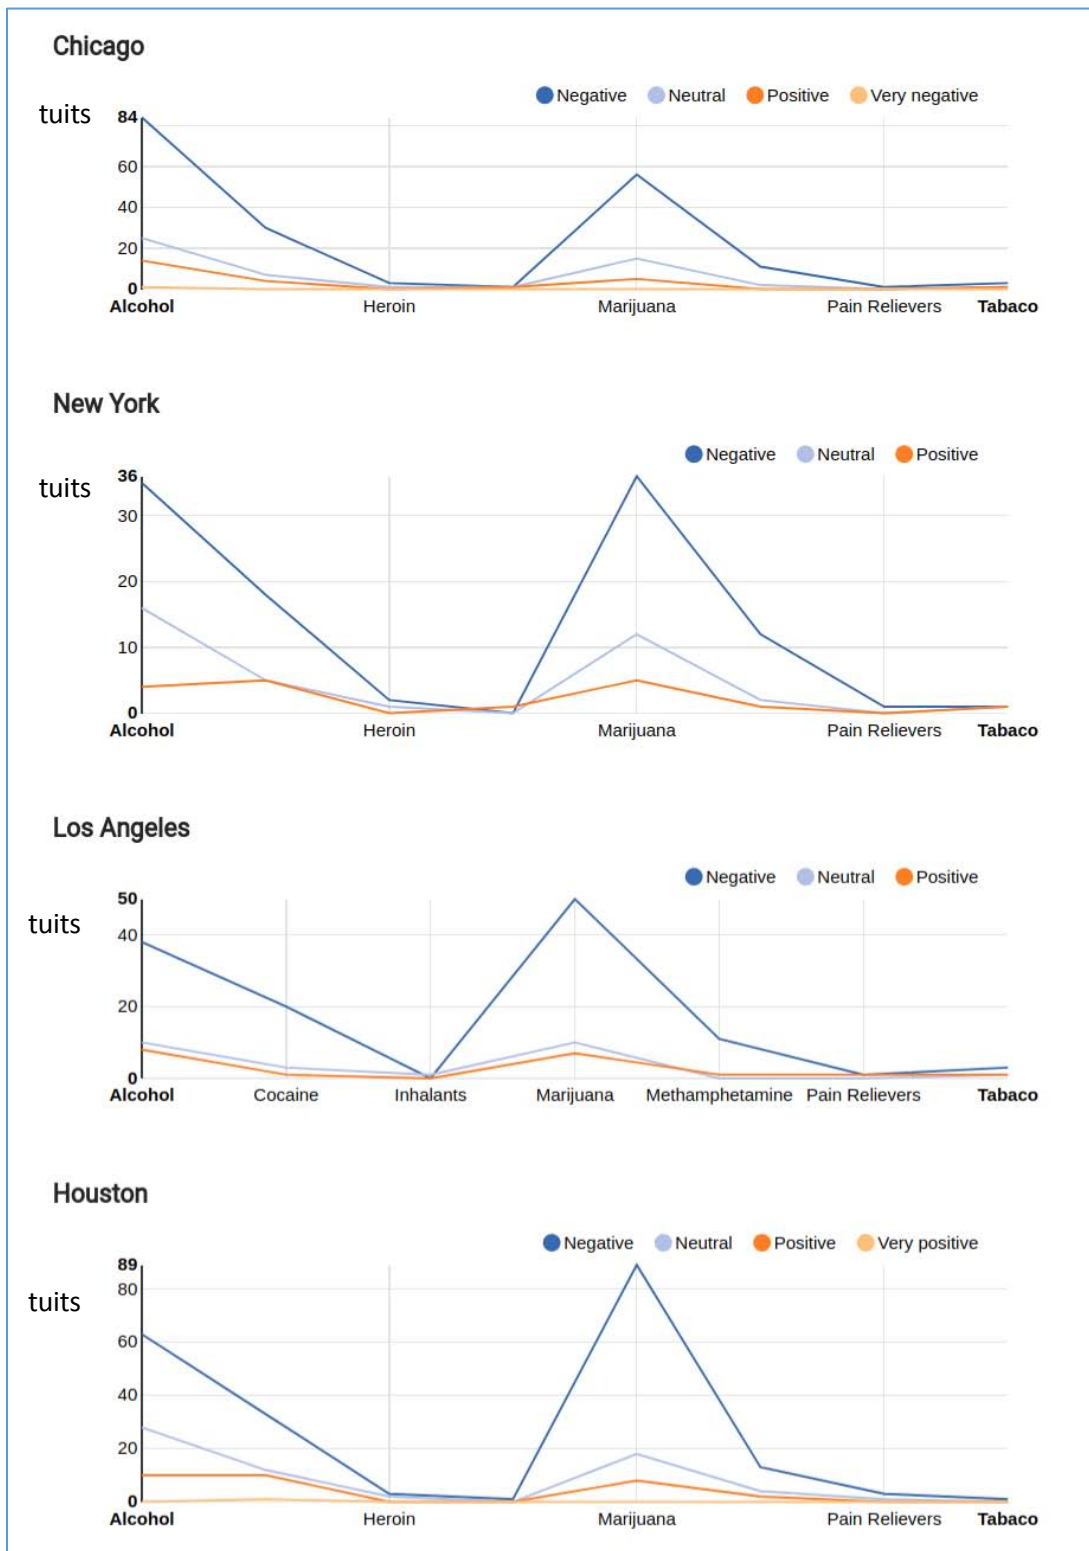 Chicago
Negative Neutral Positive Very negative
tuits
84
60
40
20
0
Alcohol Heroin Marijuana Pain Relievers Tabaco
New York
Negative Neutral Positive
tuits
36
30
20
10
0
Alcohol Heroin Marijuana Pain Relievers Tabaco
Los Angeles
Negative Neutral Positive
tuits
50
40
20
0
Alcohol Cocaine Inhalants Marijuana Methamphetamine Pain Relievers Tabaco
Houston
Negative Neutral Positive Very positive
tuits
89
80
60
40
20
0
Alcohol Heroin Marijuana Pain Relievers Tabaco